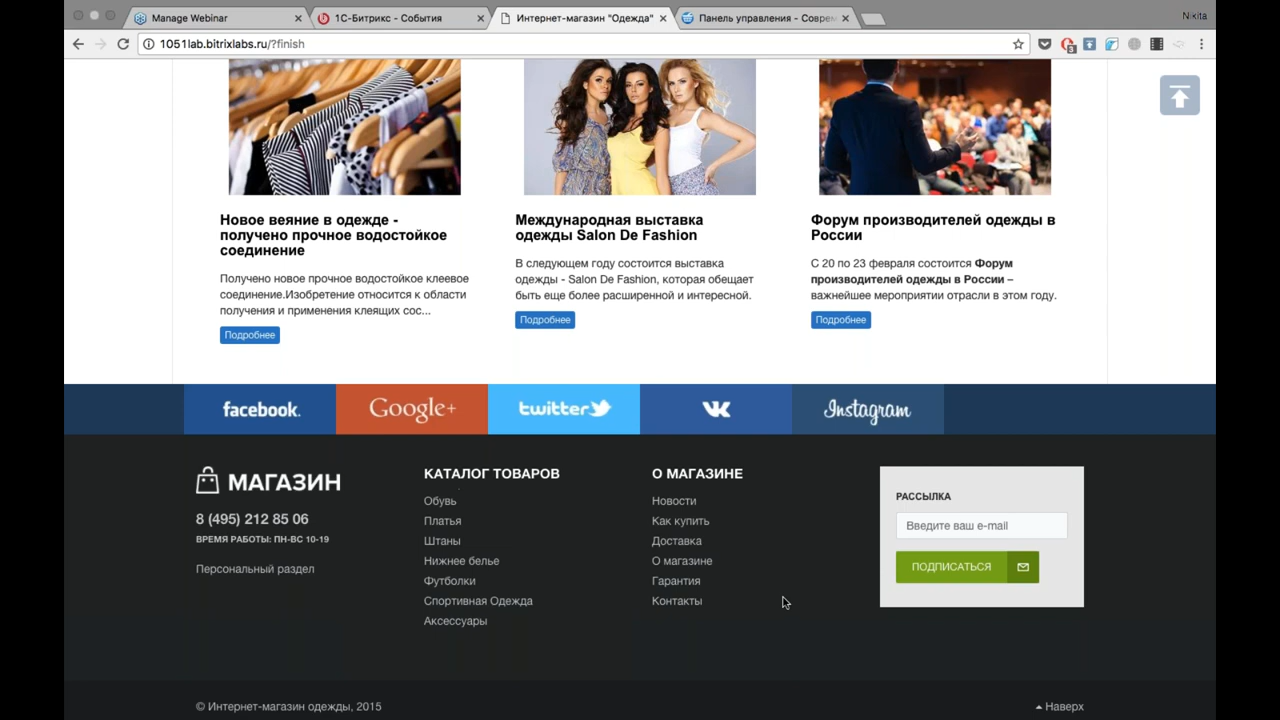 Manage Webinar
1С-Битрикс - События
Интернет-магазин "Одежда"
Панель управления - Соврем
Nikita
1051lab.bitrixlabs.ru/?finish
3
Новое веяние в одежде -
получено прочное водостойкое
соединение
Получено новое прочное водостойкое клеевое
соединение.Изобретение относится к области
получения и применения клеящих сос...
Подробнее
Международная выставка
одежды Salon De Fashion
В следующем году состоится выставка
одежды - Salon De Fashion, которая обещает
быть еще более расширенной и интересной.
Подробнее
Форум производителей одежды в
России
С 20 по 23 февраля состоится Форум
производителей одежды в России –
важнейшее мероприятии отрасли в этом году.
Подробнее
facebook.
Google+
twitter
Instagram
МАГАЗИН
8 (495) 212 85 06
ВРЕМЯ РАБОТЫ: ПН-ВС 10-19
Персональный раздел
КАТАЛОГ ТОВАРОВ
Обувь
Платья
Штаны
Нижнее белье
Футболки
Спортивная Одежда
Аксессуары
О МАГАЗИНЕ
Новости
Как купить
Доставка
О магазине
Гарантия
Контакты
РАССЫЛКА
Введите ваш e-mail
ПОДПИСАТЬСЯ
© Интернет-магазин одежды, 2015
Наверх